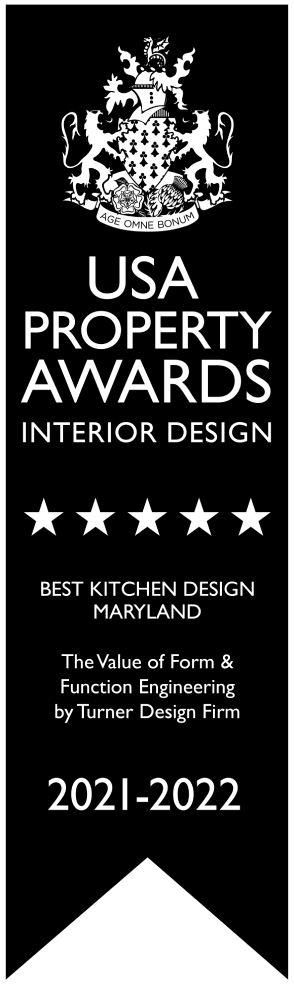 AGE OMNE BONUM
USA
PROPERTY
AWARDS
INTERIOR DESIGN
BEST KITCHEN DESIGN
MARYLAND
The Value of Form &
Function Engineering
by Turner Design Firm
2021-2022